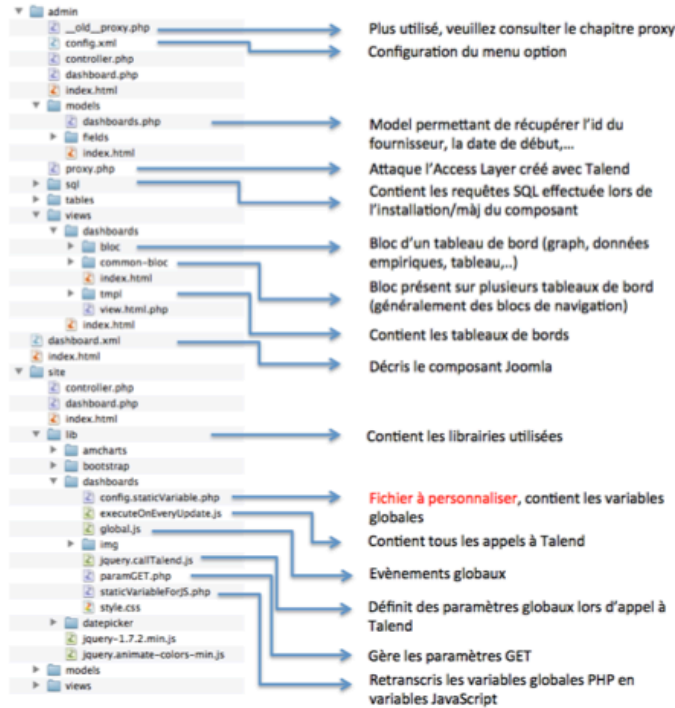 admin
__old__proxy.php
Plus utilisé, veuillez consulter le chapitre proxy
config.xml
Configuration du menu option
controller.php
dashboard.php
index.html
models
dashboards.php
Model permettant de récupérer l'id du
fournisseur, la date de début,...
fields
index.html
proxy.php
Attaque l'Access Layer créé avec Talend
sql
Contient les requêtes SQL effectuée lors de
l'installation/màj du composant
tables
views
dashboards
bloc
Bloc d'un tableau de bord (graph, données
empiriques, tableau,..)
common-bloc
Bloc présent sur plusieurs tableaux de bord
(généralement des blocs de navigation)
index.html
tmpl
Contient les tableaux de bords
view.html.php
index.html
dashboard.xml
Décris le composant Joomla
index.html
site
controller.php
dashboard.php
index.html
lib
Contient les librairies utilisées
amcharts
bootstrap
dashboards
config.staticVariable.php
Fichier à personnaliser, contient les variables
globales
executeOnEveryUpdate.js
Contient tous les appels à Talend
global.js
Evènements globaux
img
jquery.callTalend.js
Définit des paramètres globaux lors d'appel à
Talend
paramGET.php
Gère les paramètres GET
staticVariableForJS.php
Retranscris les variables globales PHP en
variables JavaScript
style.css
datepicker
jquery-1.7.2.min.js
jquery.animate-colors-min.js
models
views